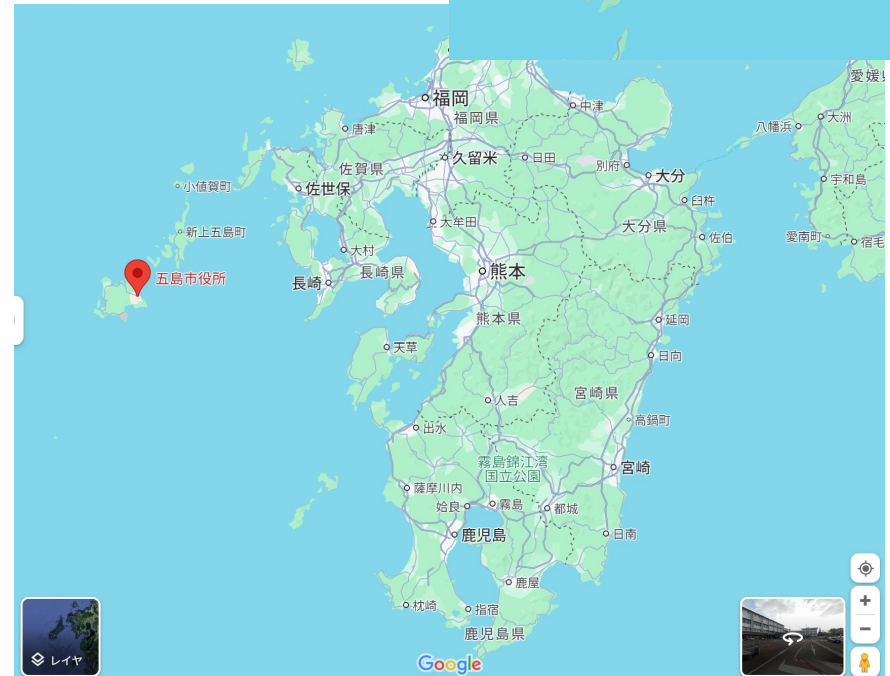 愛媛県
福岡
福岡県
中津
唐津
八幡浜
大洲
佐賀県
久留米
日田
別府
大分
宇和島
小値賀町
佐世保
臼杵
大牟田
大分県
新上五島町
佐伯
愛南町
宿毛
大村
五島市役所
長崎
長崎県
熊本
熊本県
延岡
天草
日向
人吉
宮崎県
出水
高鍋町
霧島錦江湾
国立公園
宮崎
薩摩川内
姶良
霧島
都城
鹿児島
日南
鹿屋
枕崎
指宿
鹿児島県
レイヤ
Google